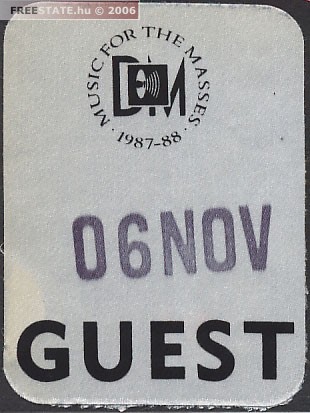 FREESTATE.hu © 2006
MUSIC FOR THE MASSES
DM
· 1987-88 ·
06NOV
GUEST